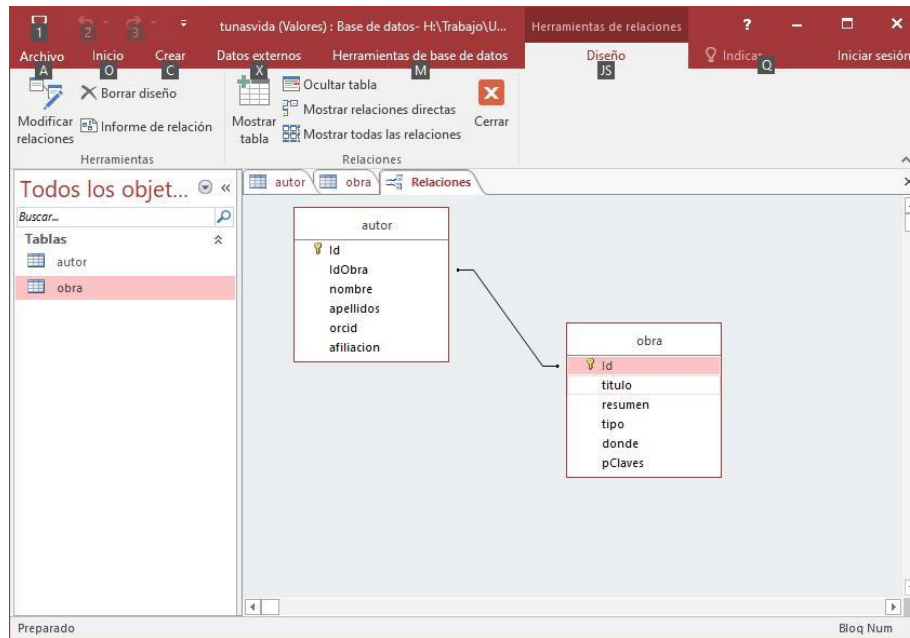 1 2 3 tunasvida (Valores) : Base de datos- H:\Trabajo\U... Herramientas de relaciones ?
Archivo Inicio Crear Datos externos Herramientas de base de datos Diseño Indicar Iniciar sesión
A O C X M JS Q
Modificar relaciones
Borrar diseño
Informe de relación
Herramientas
Mostrar tabla
Ocultar tabla
Mostrar relaciones directas
Mostrar todas las relaciones
Cerrar
Relaciones
Todos los objet... «
Buscar...
Tablas
autor
obra
autor obra Relaciones
autor
Id
IdObra
nombre
apellidos
orcid
afiliacion
obra
Id
titulo
resumen
tipo
donde
pClaves
Preparado Bloq Num